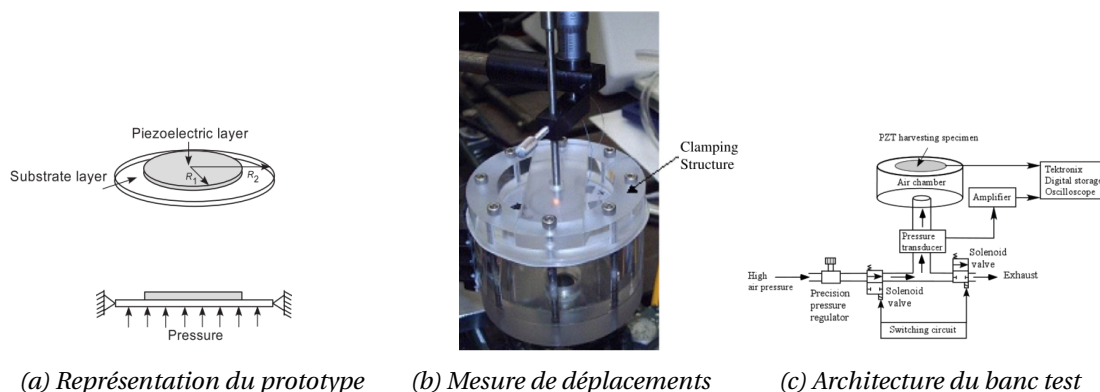 Piezoelectric layer
Substrate layer
R1
R2
Pressure
Clamping
Structure
PZT harvesting specimen
Air chamber
Tektronix
Digital storage
Oscilloscope
Amplifier
Pressure
transducer
Solenoid
valve
High
air pressure
Exhaust
Precision
pressure
regulator
Solenoid
valve
Switching circuit
(a) Représentation du prototype
(b) Mesure de déplacements
(c) Architecture du banc test